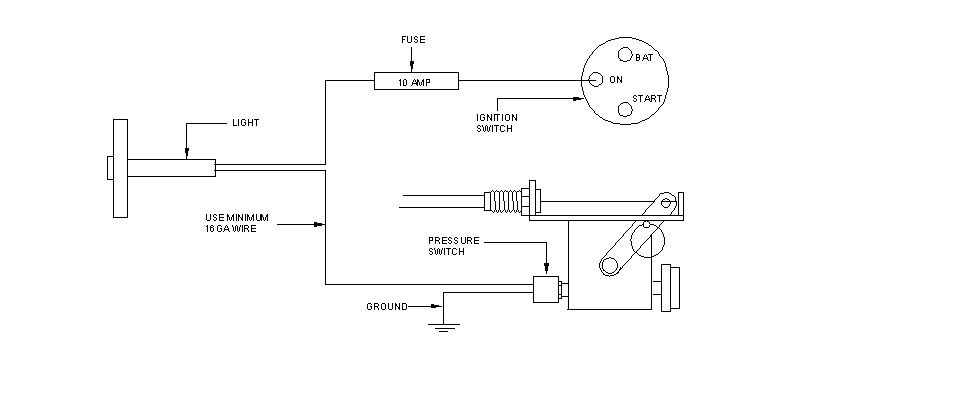 FUSE
10 AMP
BAT
ON
START
IGNITION
SWITCH
LIGHT
USE MINIMUM
16 GA WIRE
PRESSURE
SWITCH
GROUND